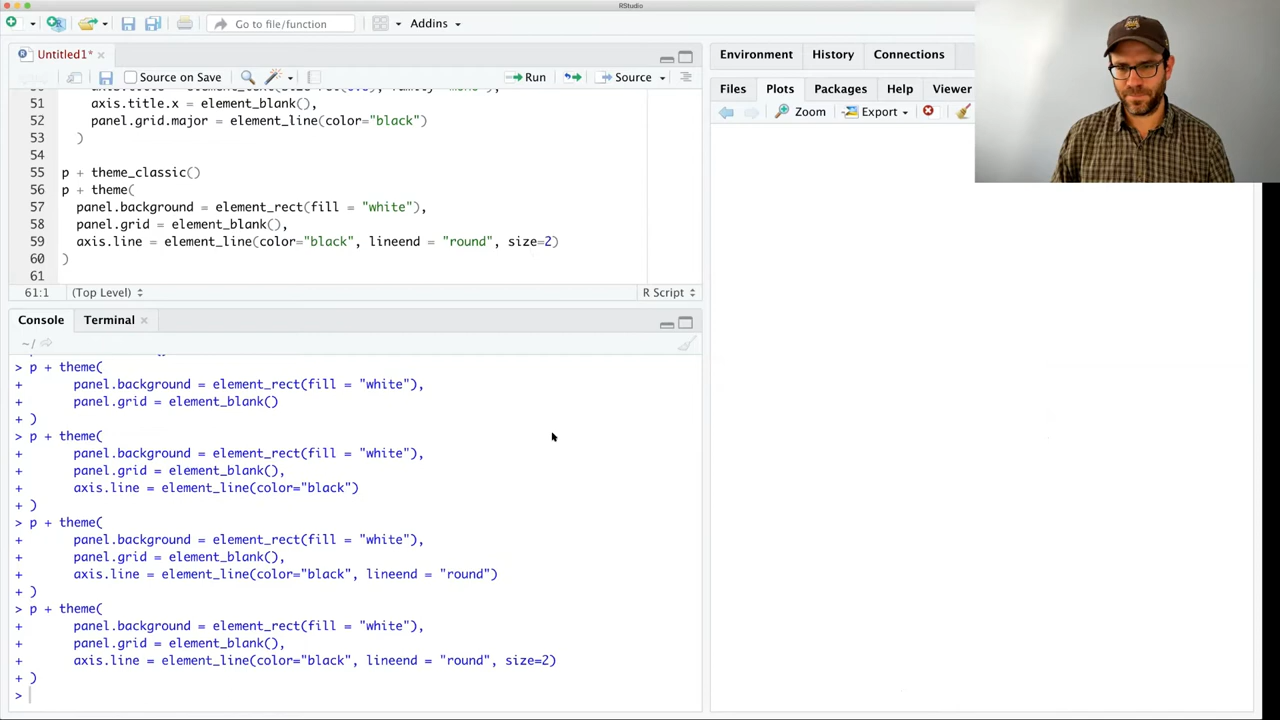 RStudio
Go to file/function
Addins
Untitled1*
Source on Save
Run
Source
51 axis.title.x = element_blank(),
52 panel.grid.major = element_line(color="black")
53 )
54
55 p + theme_classic()
56 p + theme(
57 panel.background = element_rect(fill = "white"),
58 panel.grid = element_blank(),
59 axis.line = element_line(color="black", lineend = "round", size=2)
60 )
61
61:1 (Top Level) R Script
Console Terminal
~/
> p + theme(
+ panel.background = element_rect(fill = "white"),
+ panel.grid = element_blank()
+ )
> p + theme(
+ panel.background = element_rect(fill = "white"),
+ panel.grid = element_blank(),
+ axis.line = element_line(color="black")
+ )
> p + theme(
+ panel.background = element_rect(fill = "white"),
+ panel.grid = element_blank(),
+ axis.line = element_line(color="black", lineend = "round")
+ )
> p + theme(
+ panel.background = element_rect(fill = "white"),
+ panel.grid = element_blank(),
+ axis.line = element_line(color="black", lineend = "round", size=2)
+ )
>
Environment History Connections
Files Plots Packages Help Viewer
Zoom Export